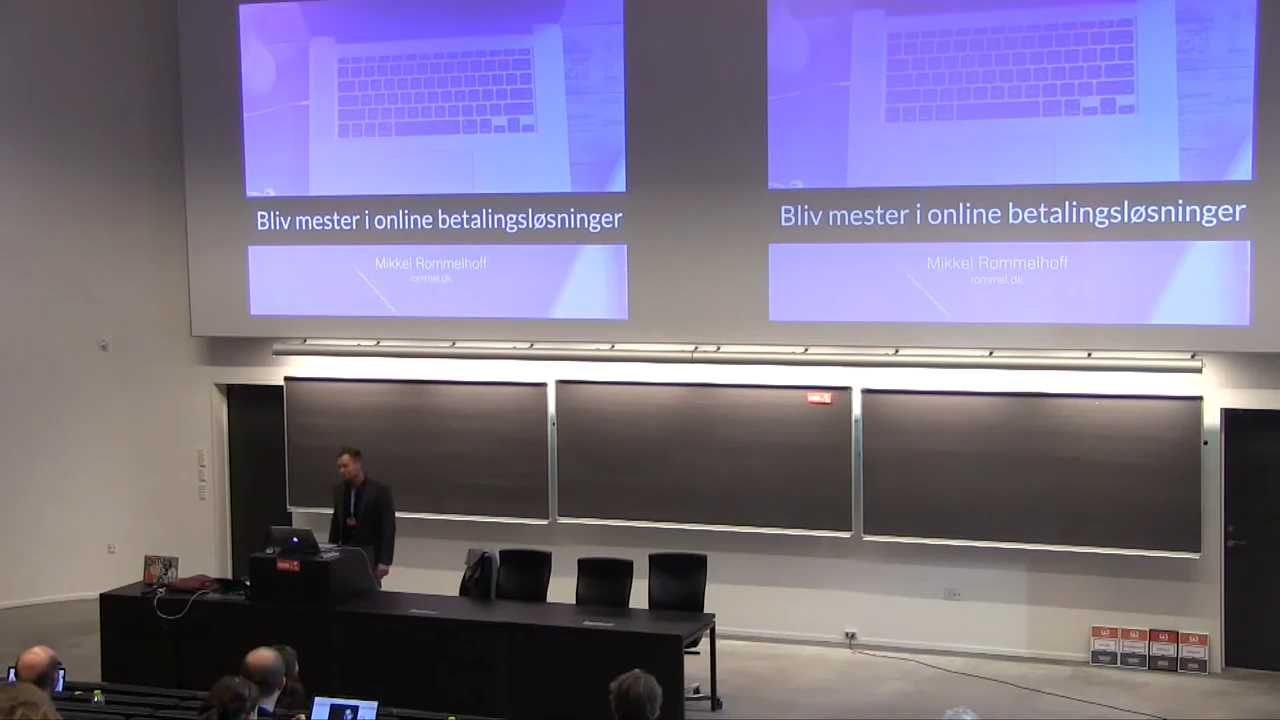 Bliv mester i online betalingsløsninger
Mikkel Rommelhoff
rommel.dk
Bliv mester i online betalingsløsninger
Mikkel Rommelhoff
rommel.dk